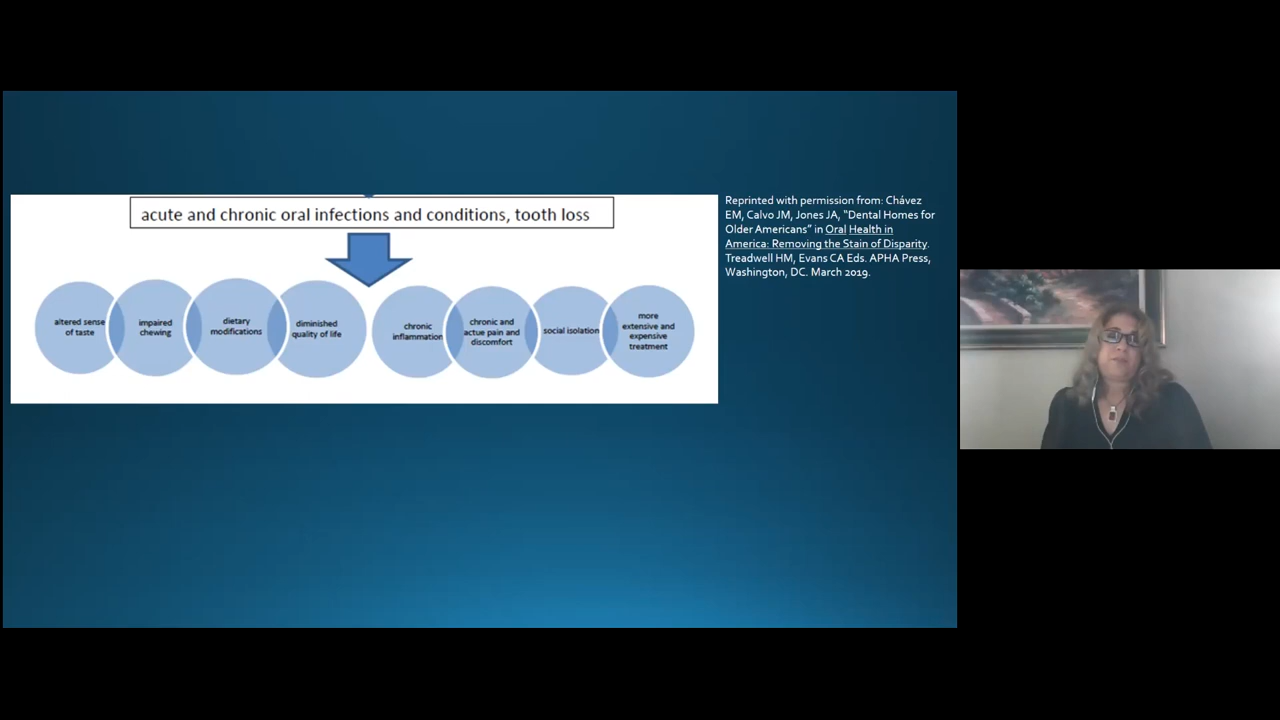 acute and chronic oral infections and conditions, tooth loss
altered sense
of taste
impaired
chewing
dietary
modifications
diminished
quality of life
chronic
inflammation
chronic and
actue pain and
discomfort
social isolation
more
extensive and
expensive
treatment
Reprinted with permission from: Chávez
EM, Calvo JM, Jones JA, “Dental Homes for
Older Americans” in Oral Health in
America: Removing the Stain of Disparity.
Treadwell HM, Evans CA Eds. APHA Press,
Washington, DC. March 2019.